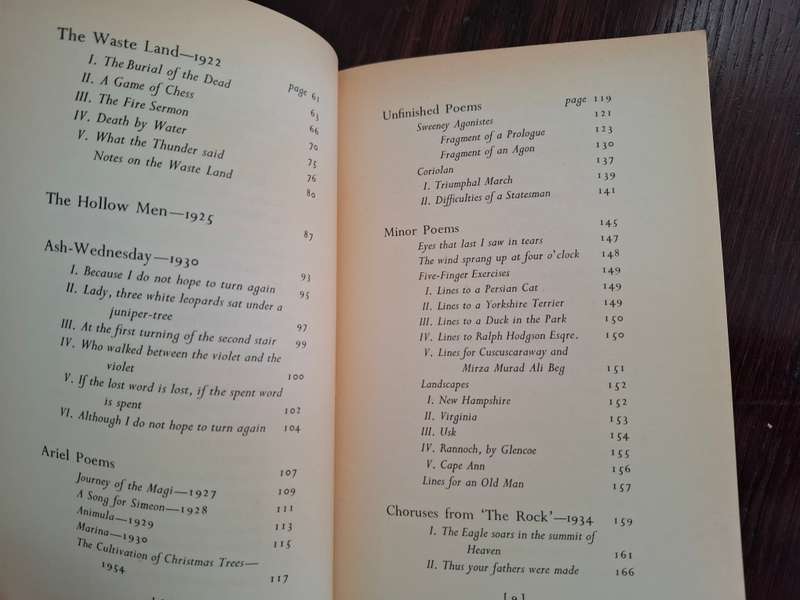 The Waste Land—1922 page 61
I. The Burial of the Dead 63
II. A Game of Chess 66
III. The Fire Sermon 70
IV. Death by Water 75
V. What the Thunder said 76
Notes on the Waste Land 80
The Hollow Men—1925 87
Ash-Wednesday—1930 93
I. Because I do not hope to turn again 95
II. Lady, three white leopards sat under a
juniper-tree 97
III. At the first turning of the second stair 99
IV. Who walked between the violet and the
violet 100
V. If the lost word is lost, if the spent word
is spent 102
VI. Although I do not hope to turn again 104
Ariel Poems 107
Journey of the Magi—1927 109
A Song for Simeon—1928 111
Animula—1929 113
Marina—1930 115
The Cultivation of Christmas Trees—
1954 117
Unfinished Poems page 119
Sweeney Agonistes 121
Fragment of a Prologue 123
Fragment of an Agon 130
Coriolan 137
I. Triumphal March 139
II. Difficulties of a Statesman 141
Minor Poems 145
Eyes that last I saw in tears 147
The wind sprang up at four o'clock 148
Five-Finger Exercises 149
I. Lines to a Persian Cat 149
II. Lines to a Yorkshire Terrier 149
III. Lines to a Duck in the Park 150
IV. Lines to Ralph Hodgson Esqre. 150
V. Lines for Cuscuscaraway and
Mirza Murad Ali Beg 151
Landscapes 152
I. New Hampshire 152
II. Virginia 153
III. Usk 154
IV. Rannoch, by Glencoe 155
V. Cape Ann 156
Lines for an Old Man 157
Choruses from 'The Rock'—1934 159
I. The Eagle soars in the summit of
Heaven 161
II. Thus your fathers were made 166
[ 9 ]